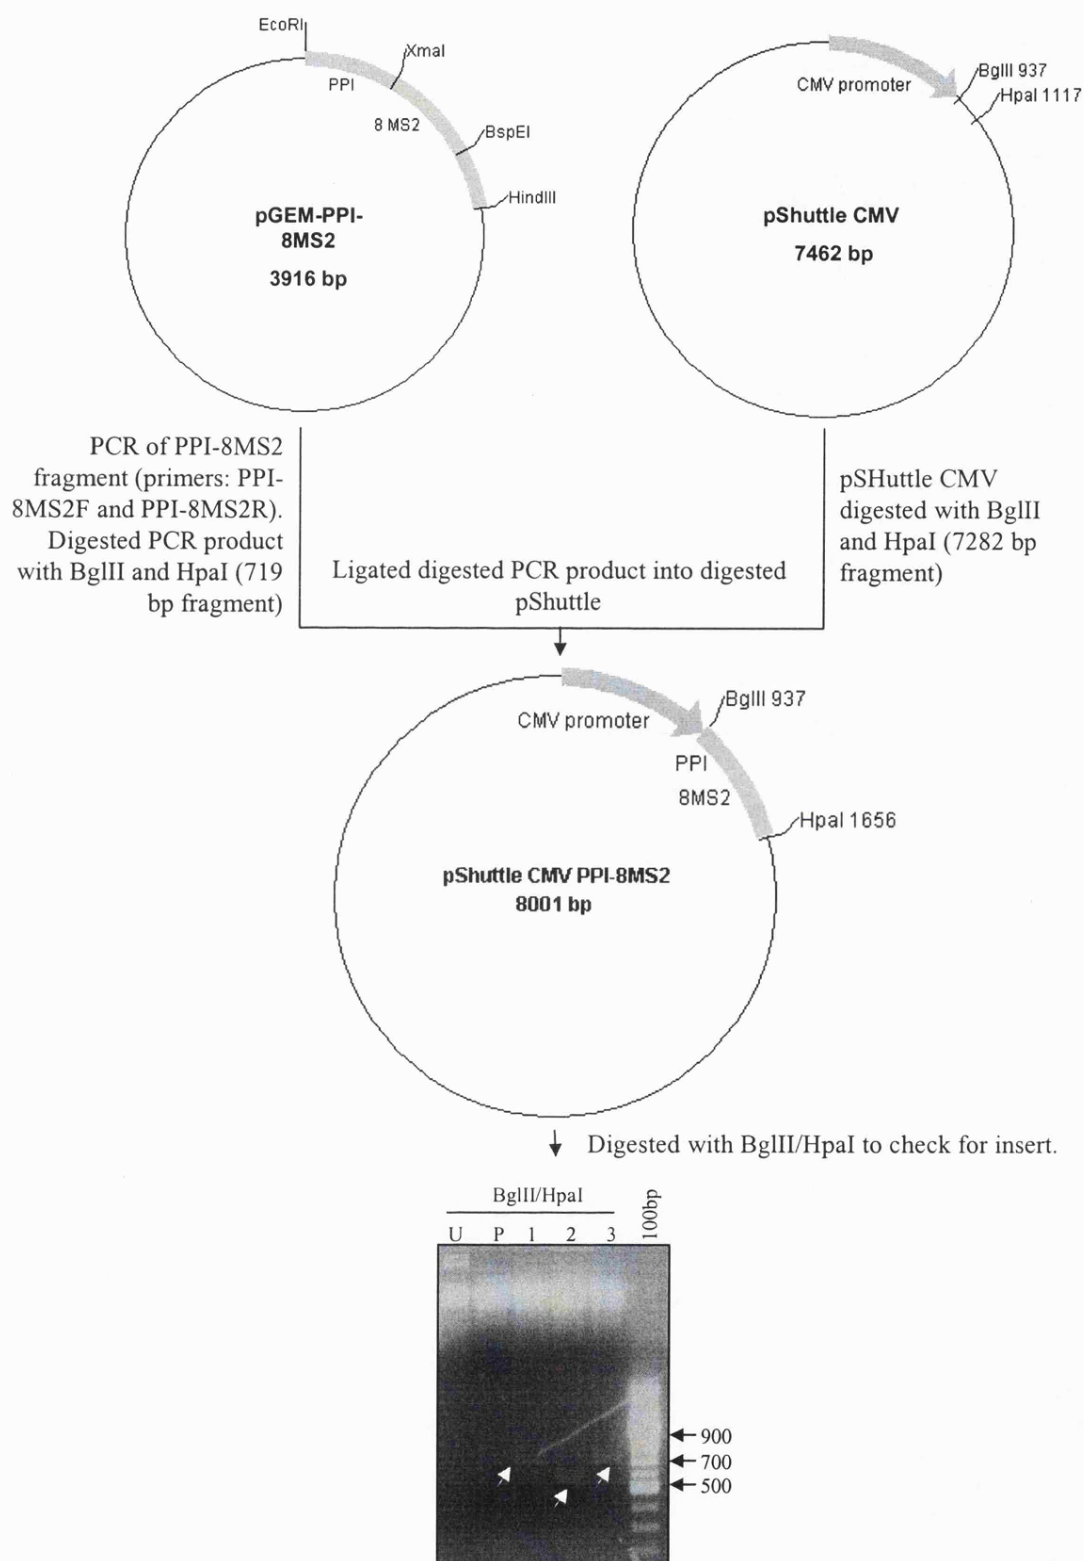 EcoRI
XmaI
PPI
8 MS2
BspEI
HindIII
pGEM-PPI-
8MS2
3916 bp
CMV promoter
BglII 937
HpaI 1117
pShuttle CMV
7462 bp
PCR of PPI-8MS2
fragment (primers: PPI-
8MS2F and PPI-8MS2R).
Digested PCR product
with BglII and HpaI (719
bp fragment)
Ligated digested PCR product into digested
pShuttle
pSHuttle CMV
digested with BglII
and HpaI (7282 bp
fragment)
CMV promoter
BglII 937
PPI
8MS2
HpaI 1656
pShuttle CMV PPI-8MS2
8001 bp
Digested with BglII/HpaI to check for insert.
BglII/HpaI
U P 1 2 3 100bp
900
700
500